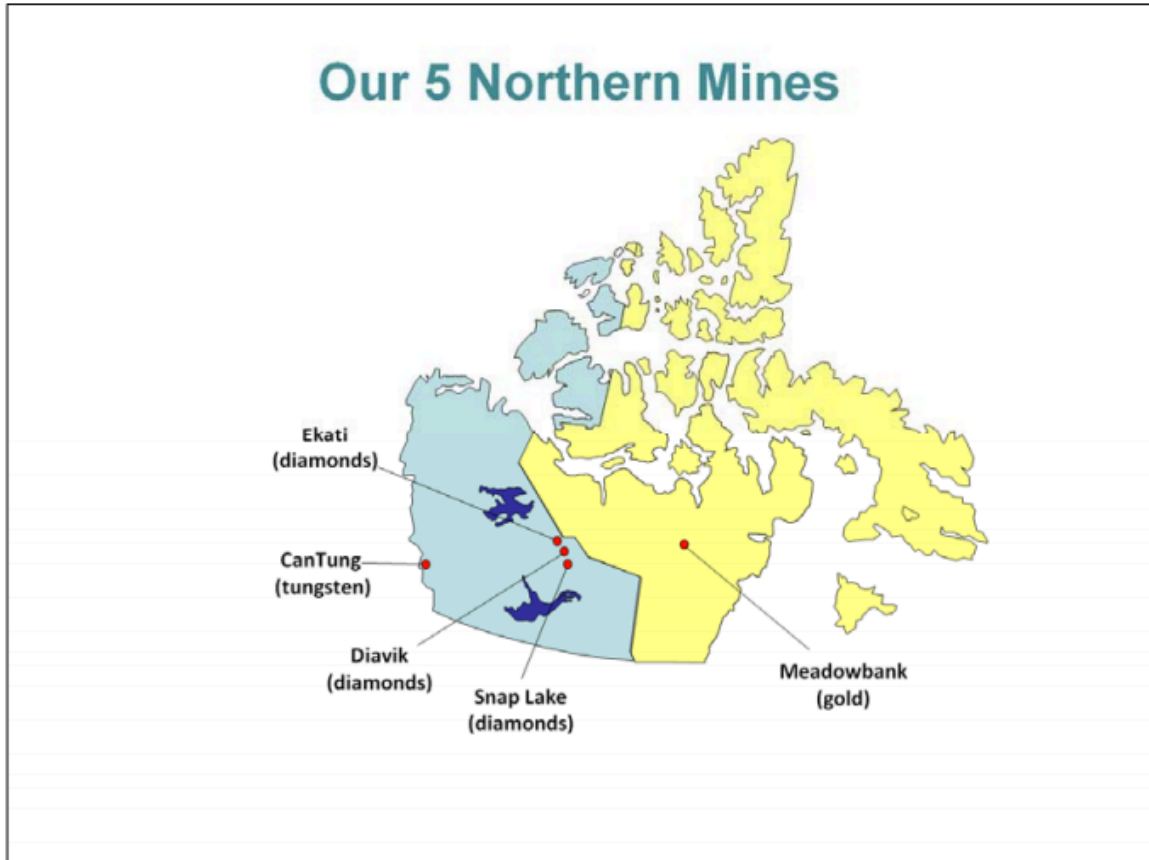 Our 5 Northern Mines
Ekati
(diamonds)
CanTung
(tungsten)
Diavik
(diamonds)
Snap Lake
(diamonds)
Meadowbank
(gold)